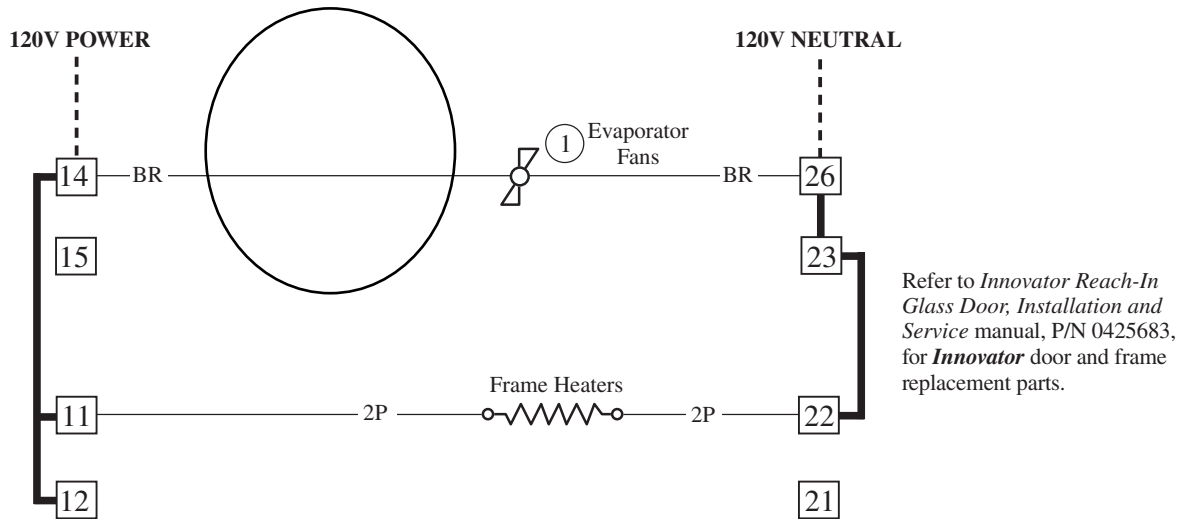 120V POWER
120V NEUTRAL
1
Evaporator
Fans
14
BR
BR
26
15
23
Refer to Innovator Reach-In
Glass Door, Installation and
Service manual, P/N 0425683,
for Innovator door and frame
replacement parts.
Frame Heaters
11
2P
2P
22
12
21